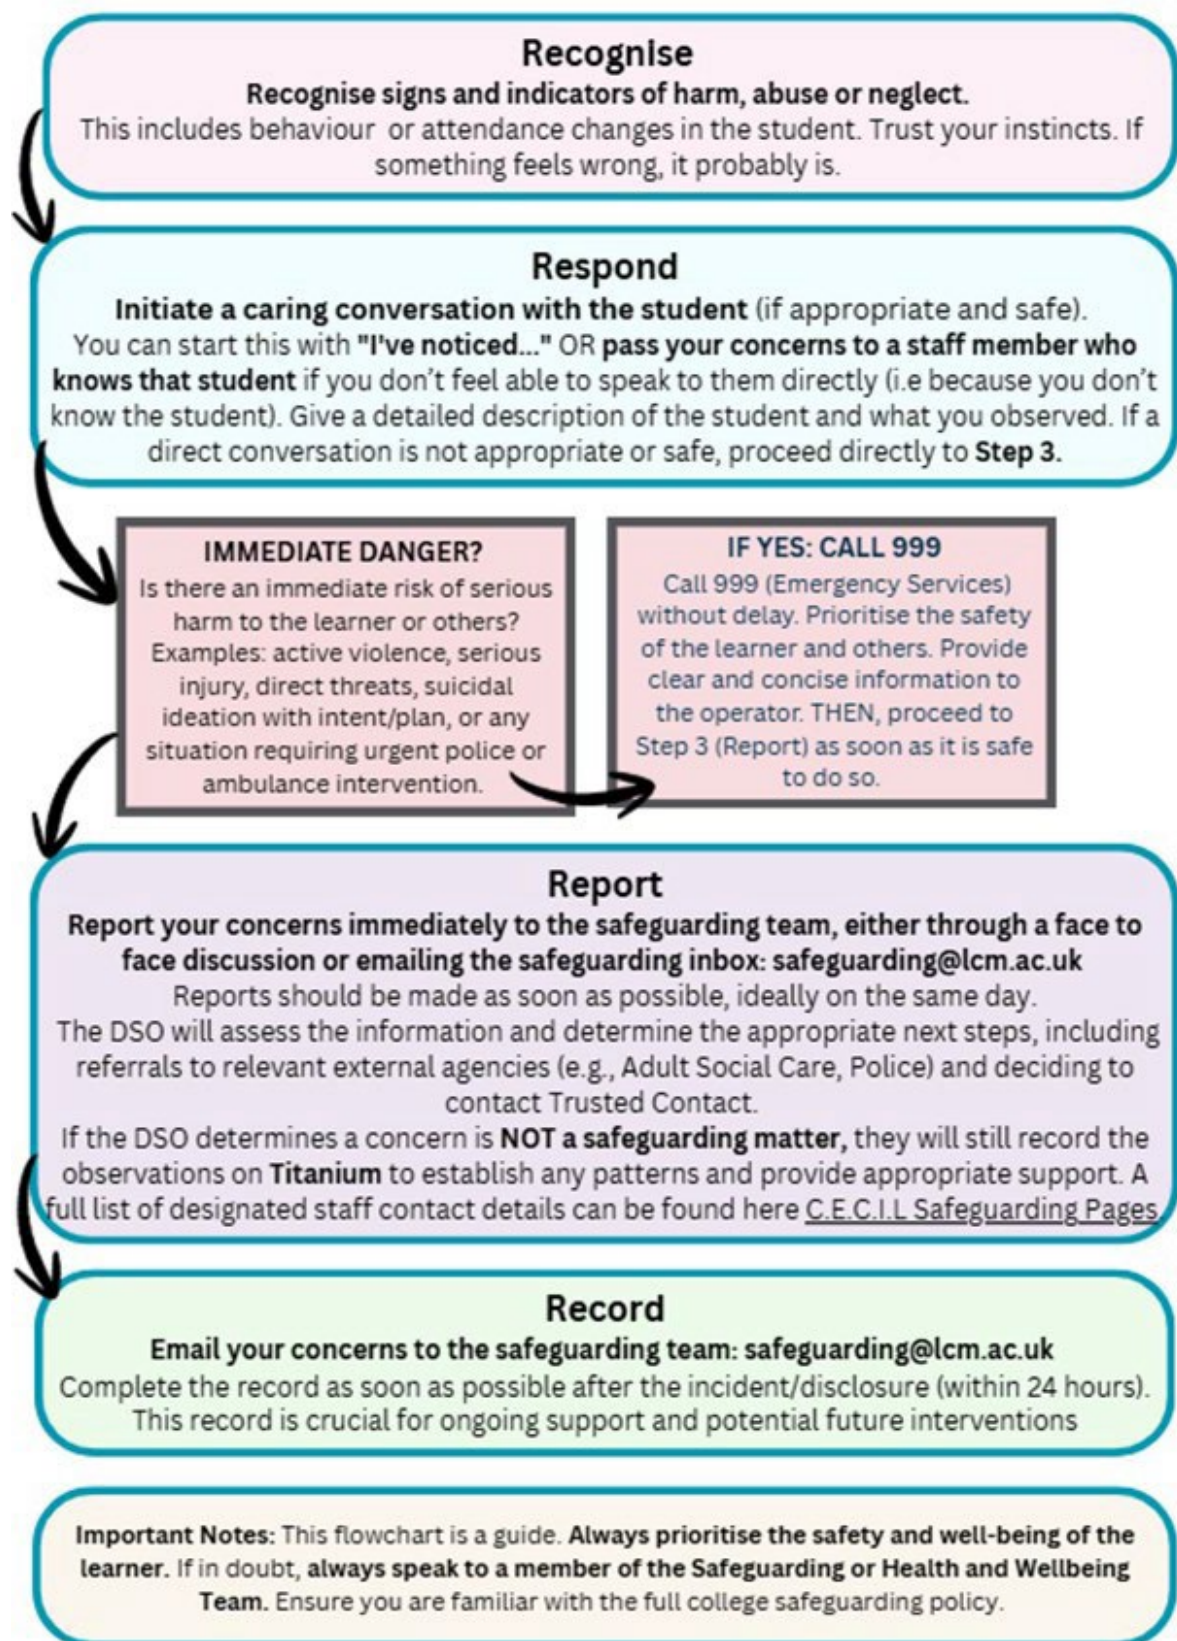 Recognise
Recognise signs and indicators of harm, abuse or neglect.
This includes behaviour or attendance changes in the student. Trust your instincts. If
something feels wrong, it probably is.
Respond
Initiate a caring conversation with the student (if appropriate and safe).
You can start this with "I've noticed..." OR pass your concerns to a staff member who
knows that student if you don't feel able to speak to them directly (i.e because you don't
know the student). Give a detailed description of the student and what you observed. If a
direct conversation is not appropriate or safe, proceed directly to Step 3.
IMMEDIATE DANGER?
Is there an immediate risk of serious
harm to the learner or others?
Examples: active violence, serious
injury, direct threats, suicidal
ideation with intent/plan, or any
situation requiring urgent police or
ambulance intervention.
IF YES: CALL 999
Call 999 (Emergency Services)
without delay. Prioritise the safety
of the learner and others. Provide
clear and concise information to
the operator. THEN, proceed to
Step 3 (Report) as soon as it is safe
to do so.
Report
Report your concerns immediately to the safeguarding team, either through a face to
face discussion or emailing the safeguarding inbox: safeguarding@lcm.ac.uk
Reports should be made as soon as possible, ideally on the same day.
The DSO will assess the information and determine the appropriate next steps, including
referrals to relevant external agencies (e.g., Adult Social Care, Police) and deciding to
contact Trusted Contact.
If the DSO determines a concern is NOT a safeguarding matter, they will still record the
observations on Titanium to establish any patterns and provide appropriate support. A
full list of designated staff contact details can be found here C.E.C.I.L Safeguarding Pages
Record
Email your concerns to the safeguarding team: safeguarding@lcm.ac.uk
Complete the record as soon as possible after the incident/disclosure (within 24 hours).
This record is crucial for ongoing support and potential future interventions
Important Notes: This flowchart is a guide. Always prioritise the safety and well-being of the
learner. If in doubt, always speak to a member of the Safeguarding or Health and Wellbeing
Team. Ensure you are familiar with the full college safeguarding policy.